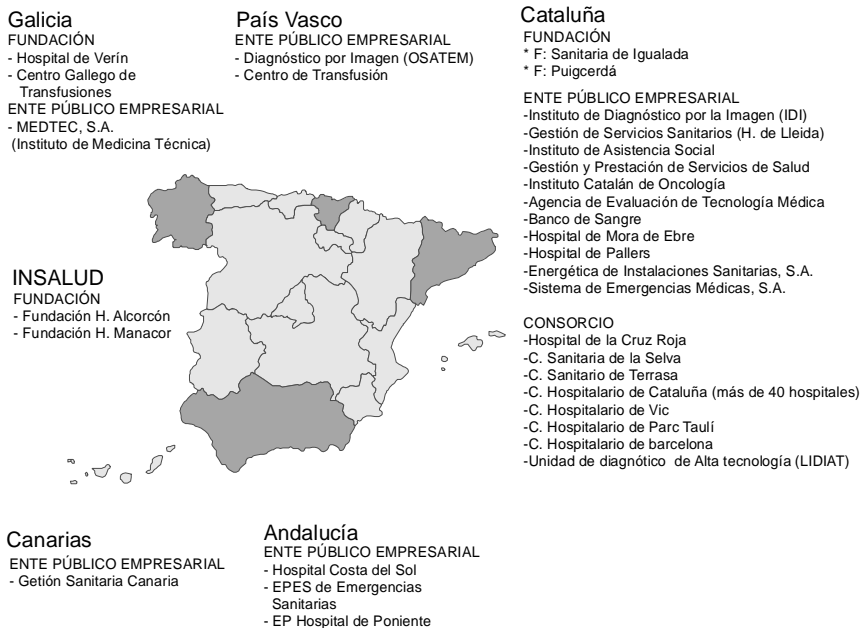 Galicia
FUNDACIÓN
- Hospital de Verín
- Centro Gallego de
Transfusiones
ENTE PÚBLICO EMPRESARIAL
- MEDTEC, S.A.
(Instituto de Medicina Técnica)
País Vasco
ENTE PÚBLICO EMPRESARIAL
- Diagnóstico por Imagen (OSATEM)
- Centro de Transfusión
Cataluña
FUNDACIÓN
* F: Sanitaria de Igualada
* F: Puigcerdá
ENTE PÚBLICO EMPRESARIAL
-Instituto de Diagnóstico por la Imagen (IDI)
-Gestión de Servicios Sanitarios (H. de Lleida)
-Instituto de Asistencia Social
-Gestión y Prestación de Servicios de Salud
-Instituto Catalán de Oncología
-Agencia de Evaluación de Tecnología Médica
-Banco de Sangre
-Hospital de Mora de Ebre
-Hospital de Pallers
-Energética de Instalaciones Sanitarias, S.A.
-Sistema de Emergencias Médicas, S.A.
CONSORCIO
-Hospital de la Cruz Roja
-C. Sanitaria de la Selva
-C. Sanitario de Terrasa
-C. Hospitalario de Cataluña (más de 40 hospitales)
-C. Hospitalario de Vic
-C. Hospitalario de Parc Taulí
-C. Hospitalario de barcelona
-Unidad de diagnótico de Alta tecnología (LIDIAT)
INSALUD
FUNDACIÓN
- Fundación H. Alcorcón
- Fundación H. Manacor
Canarias
ENTE PÚBLICO EMPRESARIAL
- Getión Sanitaria Canaria
Andalucía
ENTE PÚBLICO EMPRESARIAL
- Hospital Costa del Sol
- EPES de Emergencias
Sanitarias
- EP Hospital de Poniente